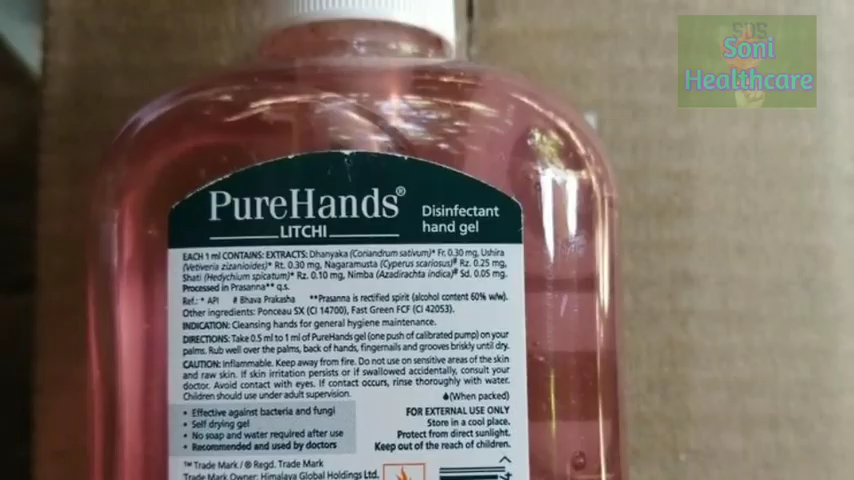 SDS
Soni
Healthcare
PureHands®
LITCHI
Disinfectant
hand gel
EACH 1 ml CONTAINS: EXTRACTS: Dhanyaka (Coriandrum sativum)* Fr. 0.30 mg, Ushira
(Vetiveria zizanioides)* Rt. 0.30 mg, Nagaramusta (Cyperus scariosus)# Rz. 0.25 mg,
Shati (Hedychium spicatum)* Rz. 0.10 mg, Nimba (Azadirachta indica)# Sd. 0.05 mg.
Processed in Prasanna** q.s.
Ref.: * API # Bhava Prakasha **Prasanna is rectified spirit (alcohol content 60% w/w).
Other ingredients: Ponceau SX (CI 14700), Fast Green FCF (CI 42053).
INDICATION: Cleansing hands for general hygiene maintenance.
DIRECTIONS: Take 0.5 ml to 1 ml of PureHands gel (one push of calibrated pump) on your
palms. Rub well over the palms, back of hands, fingernails and grooves briskly until dry.
CAUTION: Inflammable. Keep away from fire. Do not use on sensitive areas of the skin
and raw skin. If skin irritation persists or if swallowed accidentally, consult your
doctor. Avoid contact with eyes. If contact occurs, rinse thoroughly with water.
Children should use under adult supervision.
(When packed)
• Effective against bacteria and fungi
• Self drying gel
• No soap and water required after use
• Recommended and used by doctors
FOR EXTERNAL USE ONLY
Store in a cool place.
Protect from direct sunlight.
Keep out of the reach of children.
™ Trade Mark / ® Regd. Trade Mark
Trade Mark Owner: Himalaya Global Holdings Ltd.